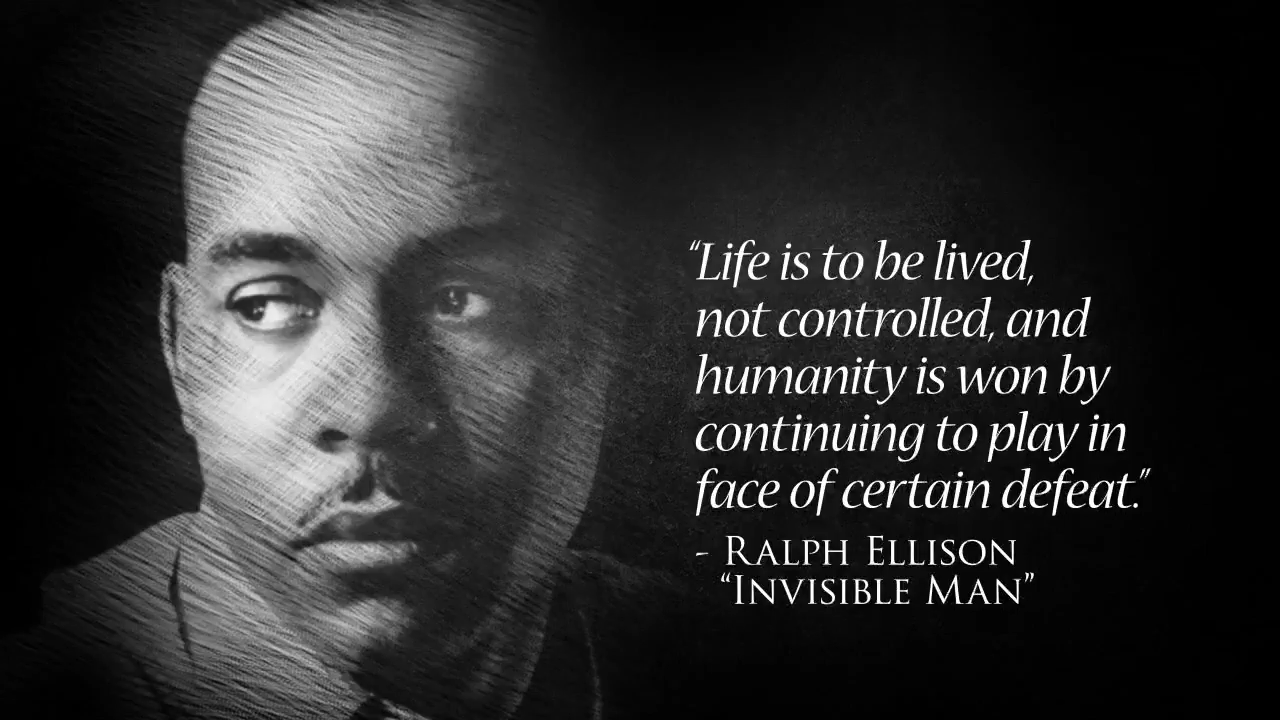 “Life is to be lived,
not controlled, and
humanity is won by
continuing to play in
face of certain defeat.”
- Ralph Ellison
“Invisible Man”